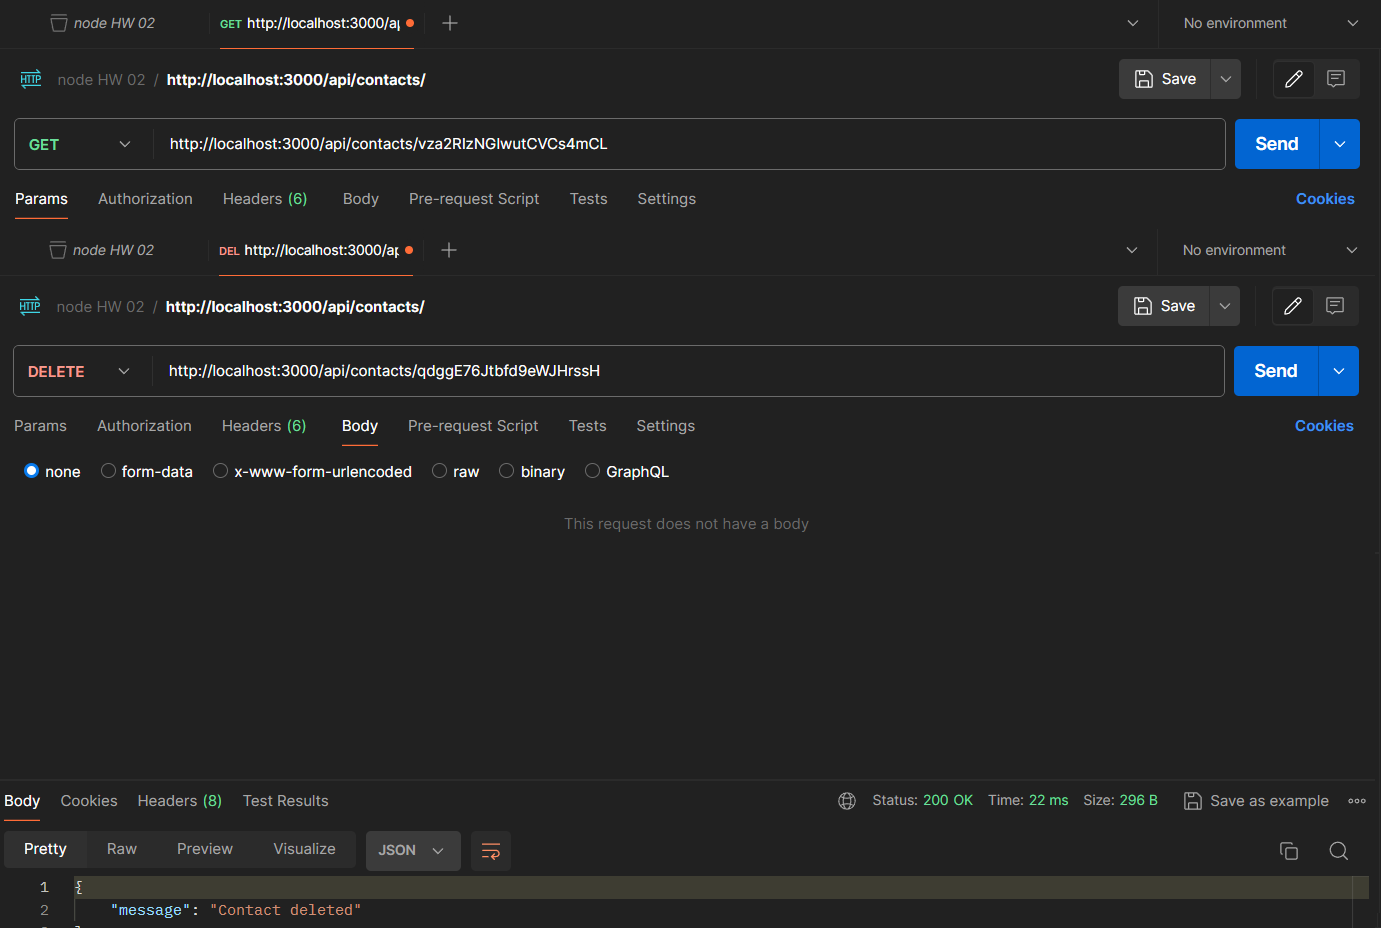 node HW 02 GET http://localhost:3000/ap No environment
node HW 02 / http://localhost:3000/api/contacts/ Save
GET http://localhost:3000/api/contacts/vza2RIzNGIwutCVCs4mCL Send
Params Authorization Headers (6) Body Pre-request Script Tests Settings Cookies
node HW 02 DEL http://localhost:3000/ap No environment
node HW 02 / http://localhost:3000/api/contacts/ Save
DELETE http://localhost:3000/api/contacts/qdggE76Jtbfd9eWJHrssH Send
Params Authorization Headers (6) Body Pre-request Script Tests Settings Cookies
none form-data x-www-form-urlencoded raw binary GraphQL
This request does not have a body
Body Cookies Headers (8) Test Results Status: 200 OK Time: 22 ms Size: 296 B Save as example
Pretty Raw Preview Visualize JSON
1 {
2 "message": "Contact deleted"